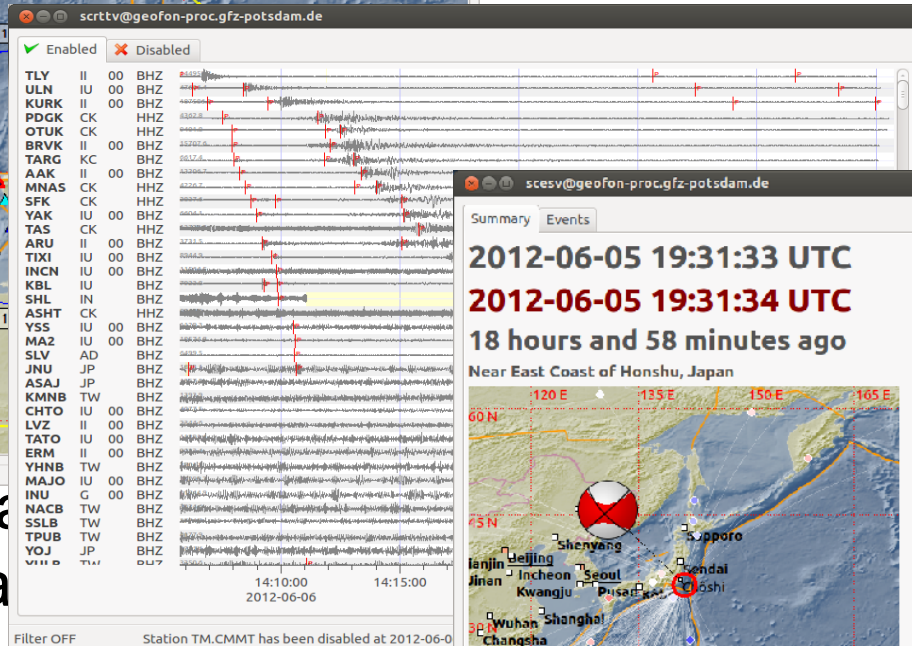 scrttv@geofon-proc.gfz-potsdam.de
Enabled Disabled
TLY II 00 BHZ
ULN IU 00 BHZ
KURK II 00 BHZ
PDGK CK HHZ
OTUK CK HHZ
BRVK II 00 BHZ
TARG KC BHZ
AAK II 00 BHZ
MNAS CK HHZ
SFK CK HHZ
YAK IU 00 BHZ
TAS CK HHZ
ARU II 00 BHZ
TIXI IU 00 BHZ
INCN IU 00 BHZ
KBL IU BHZ
SHL IN BHZ
ASHT CK HHZ
YSS IU 00 BHZ
MA2 IU 00 BHZ
SLV AD BHZ
JNU JP BHZ
ASAJ JP BHZ
KMNB TW BHZ
CHTO IU 00 BHZ
LVZ II 00 BHZ
TATO IU 00 BHZ
ERM II 00 BHZ
YHNB TW BHZ
MAJO IU 00 BHZ
INU G 00 BHZ
NACB TW BHZ
SSLB TW BHZ
TPUB TW BHZ
YOJ JP BHZ
14:10:00 14:15:00
2012-06-06
Filter OFF Station TM.CMMT has been disabled at 2012-06-0
scesv@geofon-proc.gfz-potsdam.de
Summary Events
2012-06-05 19:31:33 UTC
2012-06-05 19:31:34 UTC
18 hours and 58 minutes ago
Near East Coast of Honshu, Japan
120 E 135 E 150 E 165 E
60 N
45 N
Shenyang
Sapporo
Beijing
Sendai
Incheon Seoul
Jinan
Kwangju Pusan
Choshi
Wuhan Shanghai
30 N
Changsha